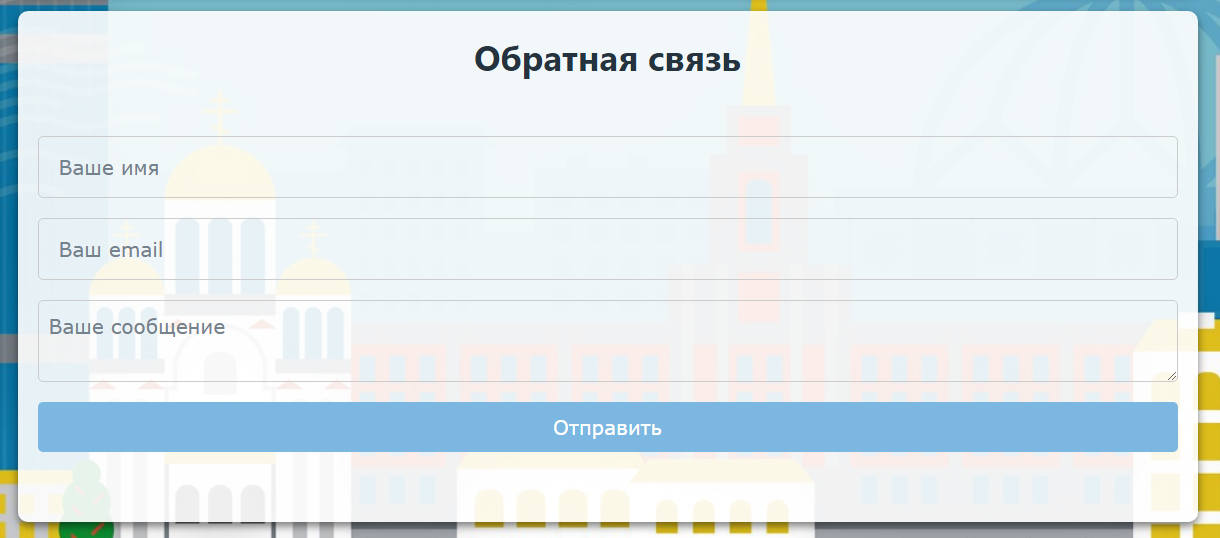 Обратная связь
Ваше имя
Ваш email
Ваше сообщение
Отправить